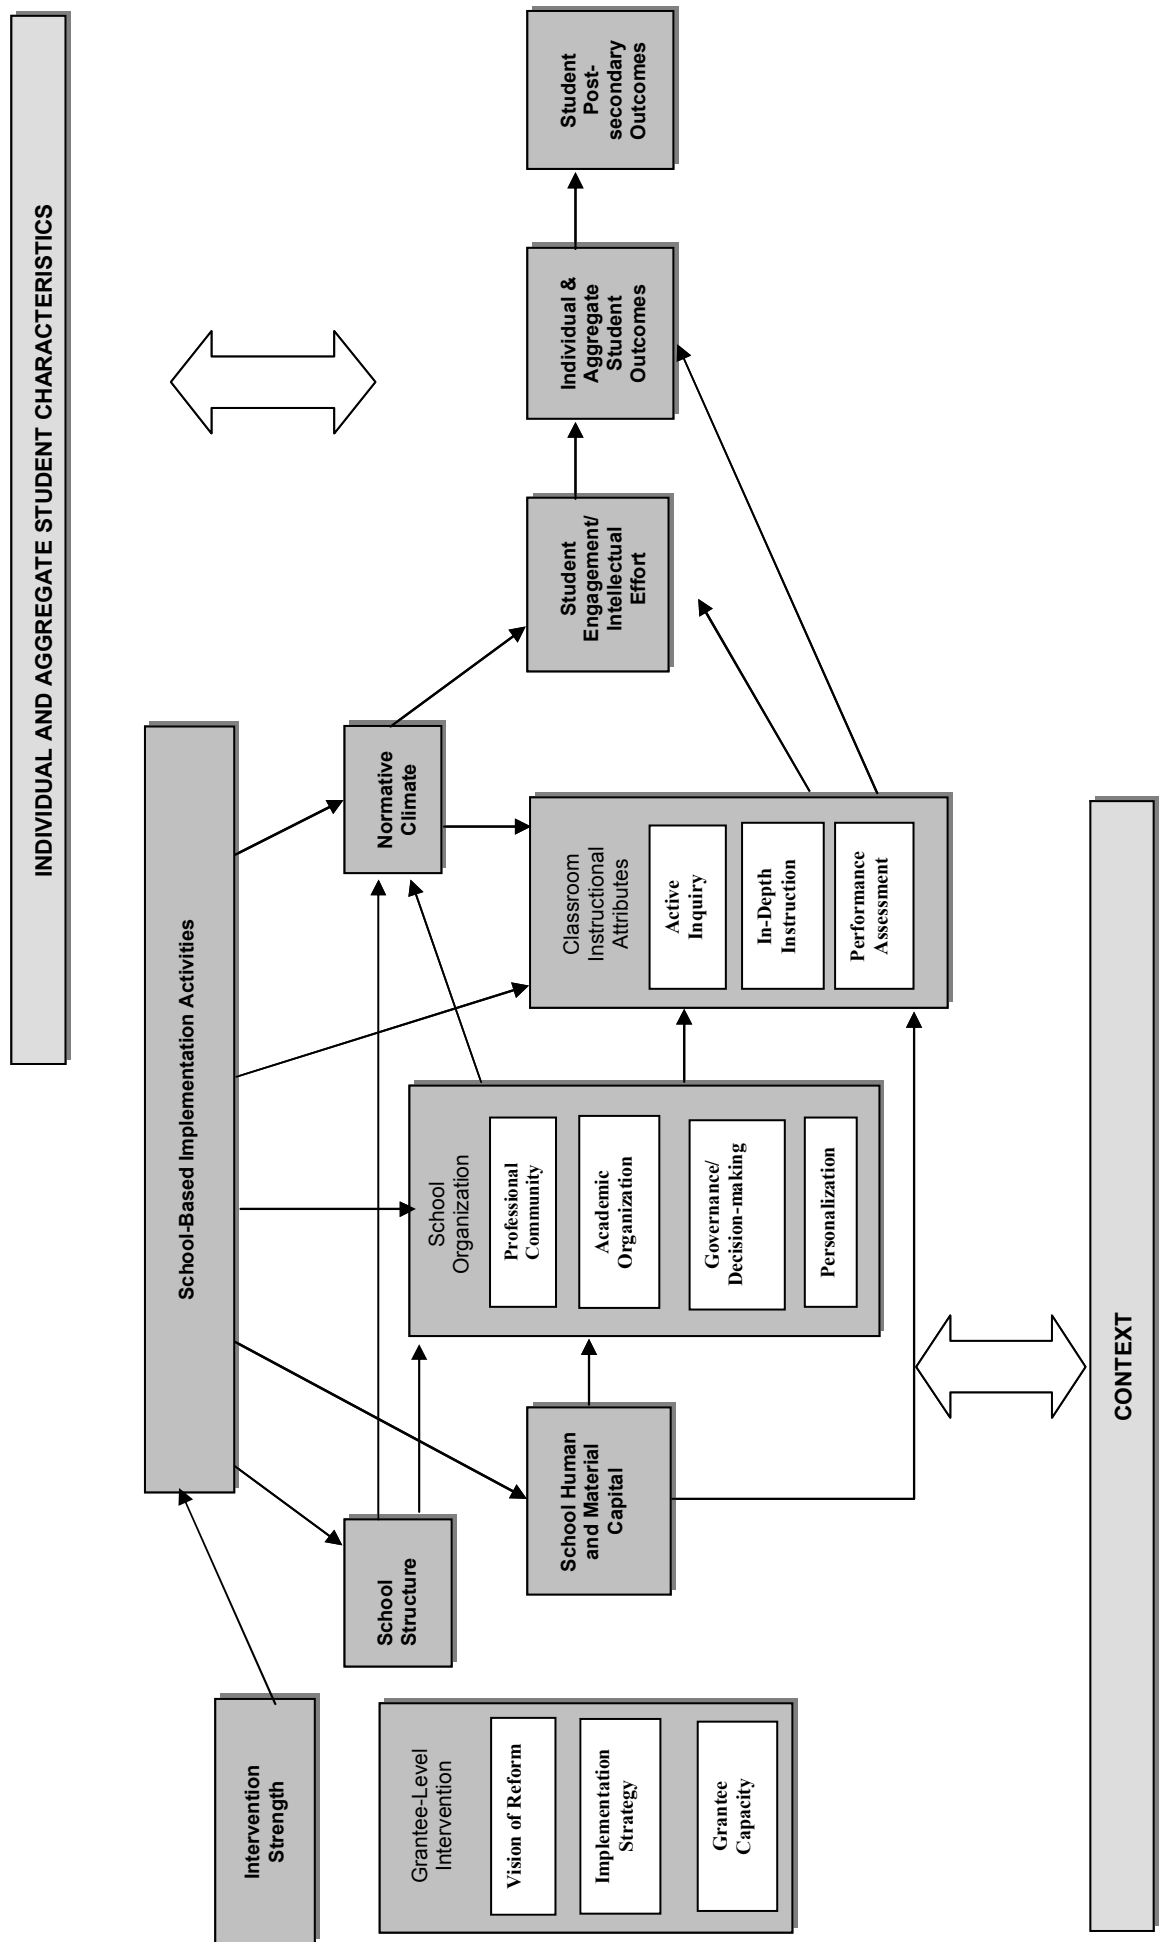 INDIVIDUAL AND AGGREGATE STUDENT CHARACTERISTICS
School-Based Implementation Activities
Intervention
Strength
Grantee-Level
Intervention
Vision of Reform
Implementation
Strategy
Grantee
Capacity
School
Structure
School Human
and Material
Capital
School
Organization
Professional
Community
Academic
Organization
Governance/
Decision-making
Personalization
Normative
Climate
Classroom
Instructional
Attributes
Active
Inquiry
In-Depth
Instruction
Performance
Assessment
Student
Engagement/
Intellectual
Effort
Individual &
Aggregate
Student
Outcomes
Student
Post-
secondary
Outcomes
CONTEXT